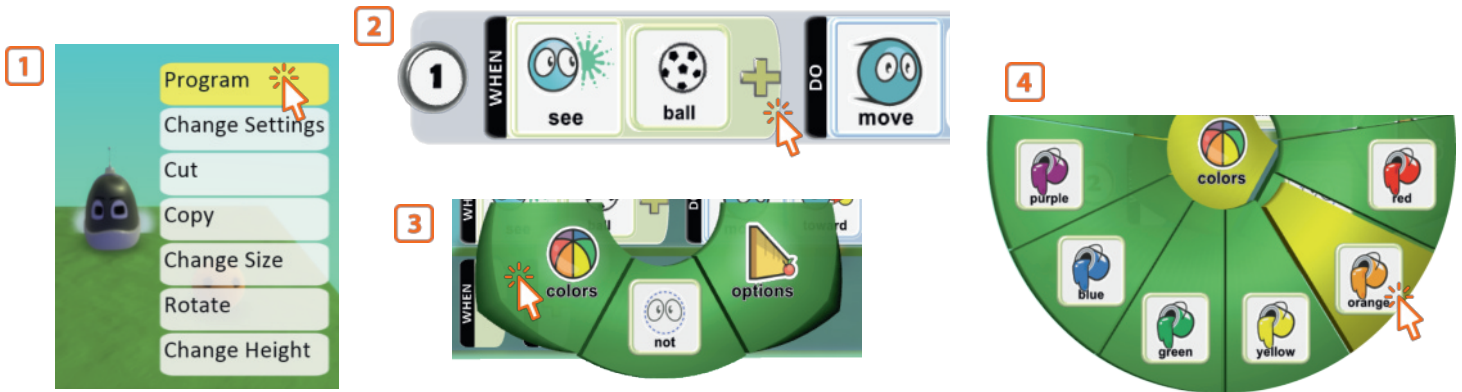 1
Program
Change Settings
Cut
Copy
Change Size
Rotate
Change Height
2
1
WHEN
see
ball
DO
move
3
colors
not
options
WHEN
4
colors
purple
red
blue
orange
green
yellow